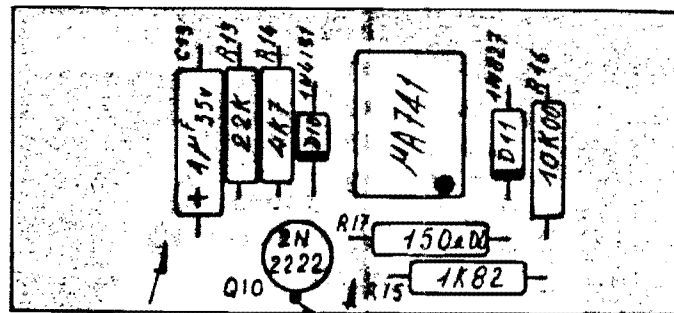 C13
+ 1µF 35v
R13
22K
R14
4K7
D10
µA741
1N827
D11
R16
10K00
R17
150Ω00
R15
1K82
2N
2222
Q10